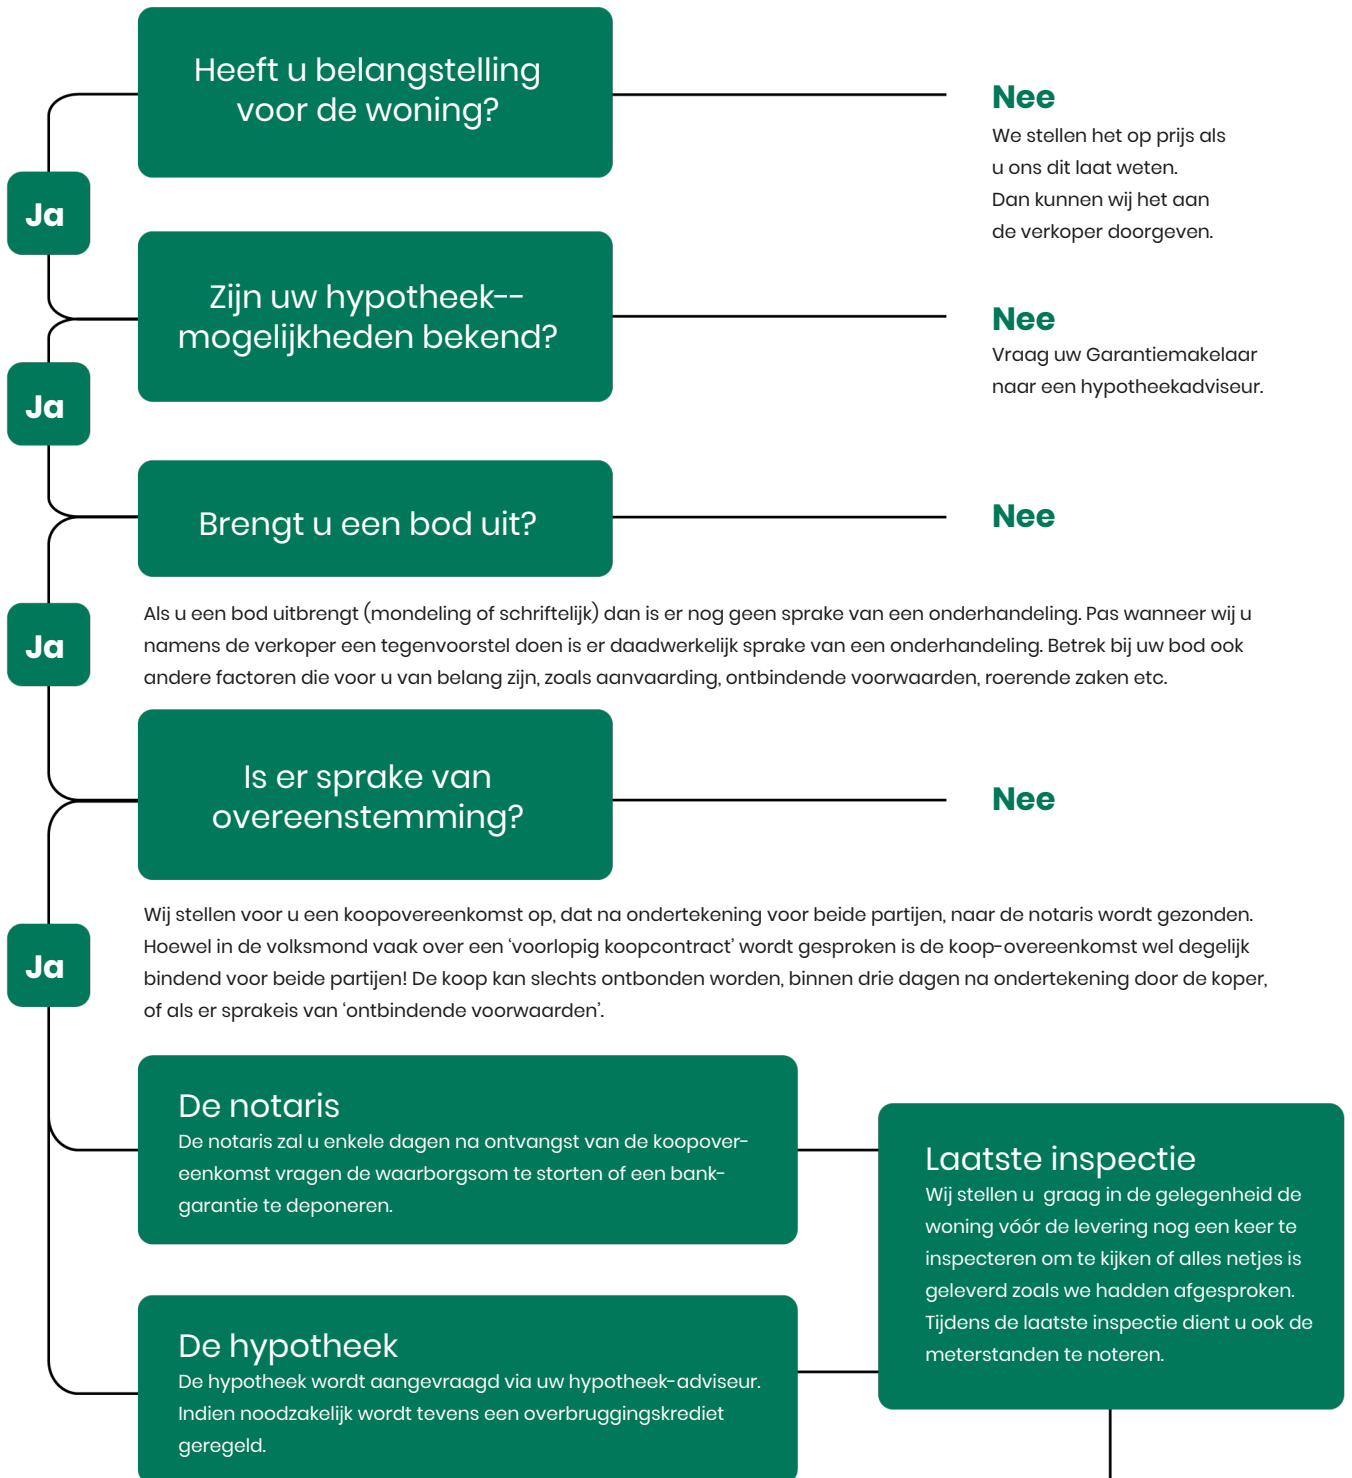 Heeft u belangstelling
voor de woning?
Nee
We stellen het op prijs als
u ons dit laat weten.
Dan kunnen wij het aan
de verkoper doorgeven.
Ja
Zijn uw hypotheek--
mogelijkheden bekend?
Nee
Vraag uw Garantiemakelaar
naar een hypotheekadviseur.
Ja
Brengt u een bod uit?
Nee
Ja
Als u een bod uitbrengt (mondeling of schriftelijk) dan is er nog geen sprake van een onderhandeling. Pas wanneer wij u
namens de verkoper een tegenvoorstel doen is er daadwerkelijk sprake van een onderhandeling. Betrek bij uw bod ook
andere factoren die voor u van belang zijn, zoals aanvaarding, ontbindende voorwaarden, roerende zaken etc.
Is er sprake van
overeenstemming?
Nee
Ja
Wij stellen voor u een koopovereenkomst op, dat na ondertekening voor beide partijen, naar de notaris wordt gezonden.
Hoewel in de volksmond vaak over een ‘voorlopig koopcontract’ wordt gesproken is de koop-overeenkomst wel degelijk
bindend voor beide partijen! De koop kan slechts ontbonden worden, binnen drie dagen na ondertekening door de koper,
of als er sprakeis van ‘ontbindende voorwaarden’.
De notaris
De notaris zal u enkele dagen na ontvangst van de koopover-
eenkomst vragen de waarborgsom te storten of een bank-
garantie te deponeren.
Laatste inspectie
Wij stellen u  graag in de gelegenheid de
woning vóór de levering nog een keer te
inspecteren om te kijken of alles netjes is
geleverd zoals we hadden afgesproken.
Tijdens de laatste inspectie dient u ook de
meterstanden te noteren.
De hypotheek
De hypotheek wordt aangevraagd via uw hypotheek-adviseur.
Indien noodzakelijk wordt tevens een overbruggingskrediet
geregeld.